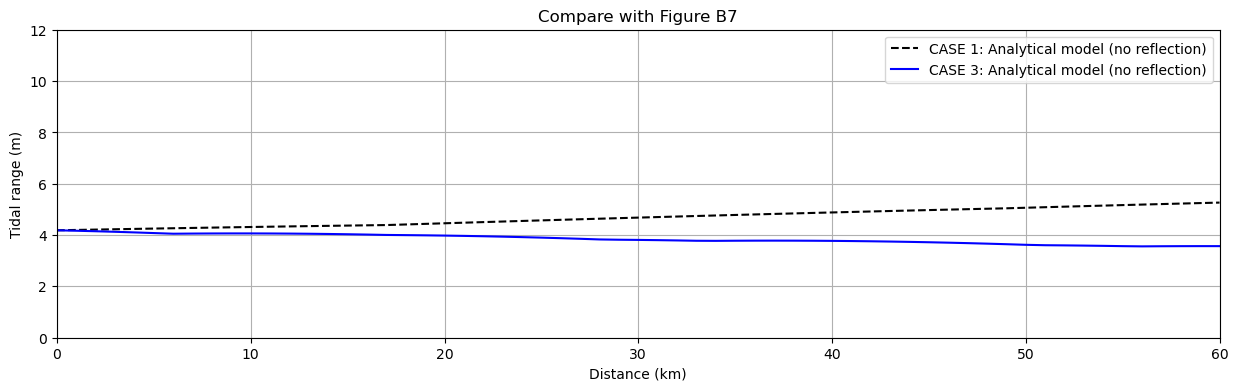 Compare with Figure B7
12
10
8
6
4
2
0
Tidal range (m)
CASE 1: Analytical model (no reflection)
CASE 3: Analytical model (no reflection)
0 10 20 30 40 50 60
Distance (km)